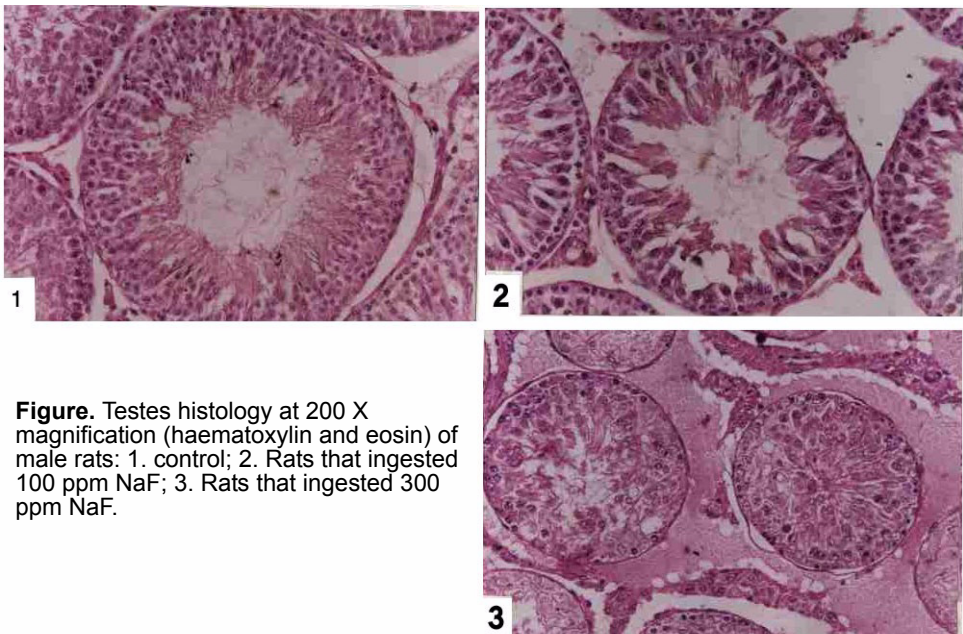 1
2
3
Figure. Testes histology at 200 X
magnification (haematoxylin and eosin) of
male rats: 1. control; 2. Rats that ingested
100 ppm NaF; 3. Rats that ingested 300
ppm NaF.